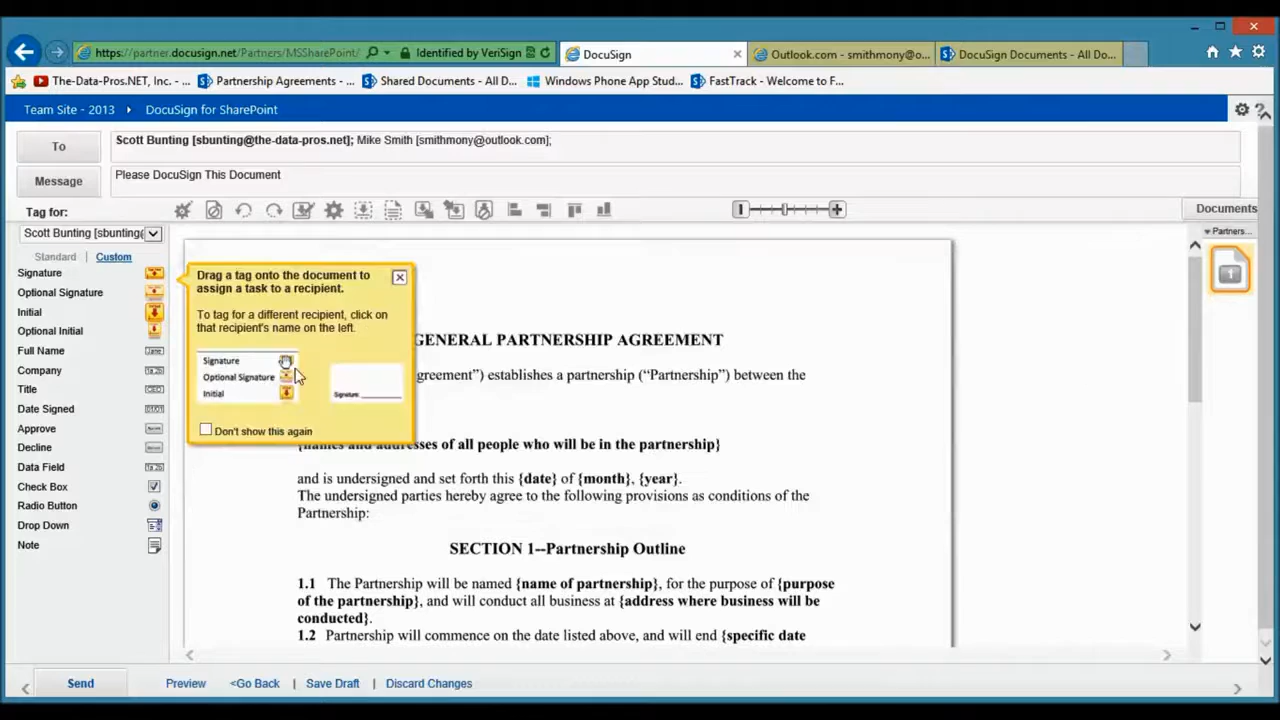 https://partner.docusign.net/Partners/MSSharePoint/
Identified by VeriSign
DocuSign
Outlook.com - smithmony@o...
DocuSign Documents - All Do...
The-Data-Pros.NET, Inc. - ...
Partnership Agreements - ...
Shared Documents - All D...
Windows Phone App Stud...
FastTrack - Welcome to F...
Team Site - 2013
DocuSign for SharePoint
To
Scott Bunting [sbunting@the-data-pros.net]; Mike Smith [smithmony@outlook.com];
Message
Please DocuSign This Document
Tag for:
Documents
Scott Bunting [sbunting(
Partners...
1
Standard
Custom
Signature
Optional Signature
Initial
Optional Initial
Full Name
Company
Title
Date Signed
Approve
Decline
Data Field
Check Box
Radio Button
Drop Down
Note
Drag a tag onto the document to
assign a task to a recipient.
To tag for a different recipient, click on
that recipient's name on the left.
Signature
Optional Signature
Initial
Signature:
Don't show this again
GENERAL PARTNERSHIP AGREEMENT
greement”) establishes a partnership (“Partnership”) between the
{names and addresses of all people who will be in the partnership}
and is undersigned and set forth this {date} of {month}, {year}.
The undersigned parties hereby agree to the following provisions as conditions of the
Partnership:
SECTION 1--Partnership Outline
1.1 The Partnership will be named {name of partnership}, for the purpose of {purpose
of the partnership}, and will conduct all business at {address where business will be
conducted}.
1.2 Partnership will commence on the date listed above, and will end {specific date
Send
Preview
<Go Back
Save Draft
Discard Changes